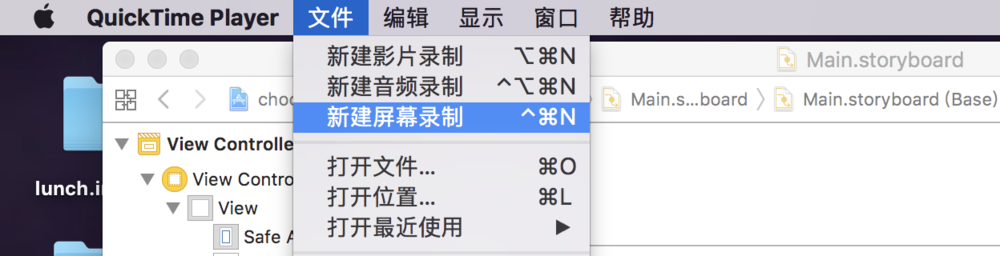 QuickTime Player 文件 编辑 显示 窗口 帮助
新建影片录制 ⌥⌘N
新建音频录制 ^⌥⌘N
新建屏幕录制 ^⌘N
打开文件... ⌘O
打开位置... ⌘L
打开最近使用 ▶
Main.storyboard
Main.s...board 〉 Main.storyboard (Base)
View Controlle
View Contro
View
Safe A
lunch.i